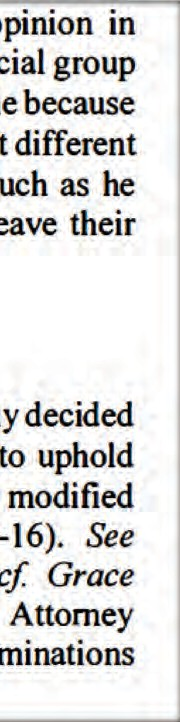 opinion in
cial group
e because
t different
uch as he
eave their
y decided
to uphold
modified
-16). See
cf. Grace
Attorney
minations